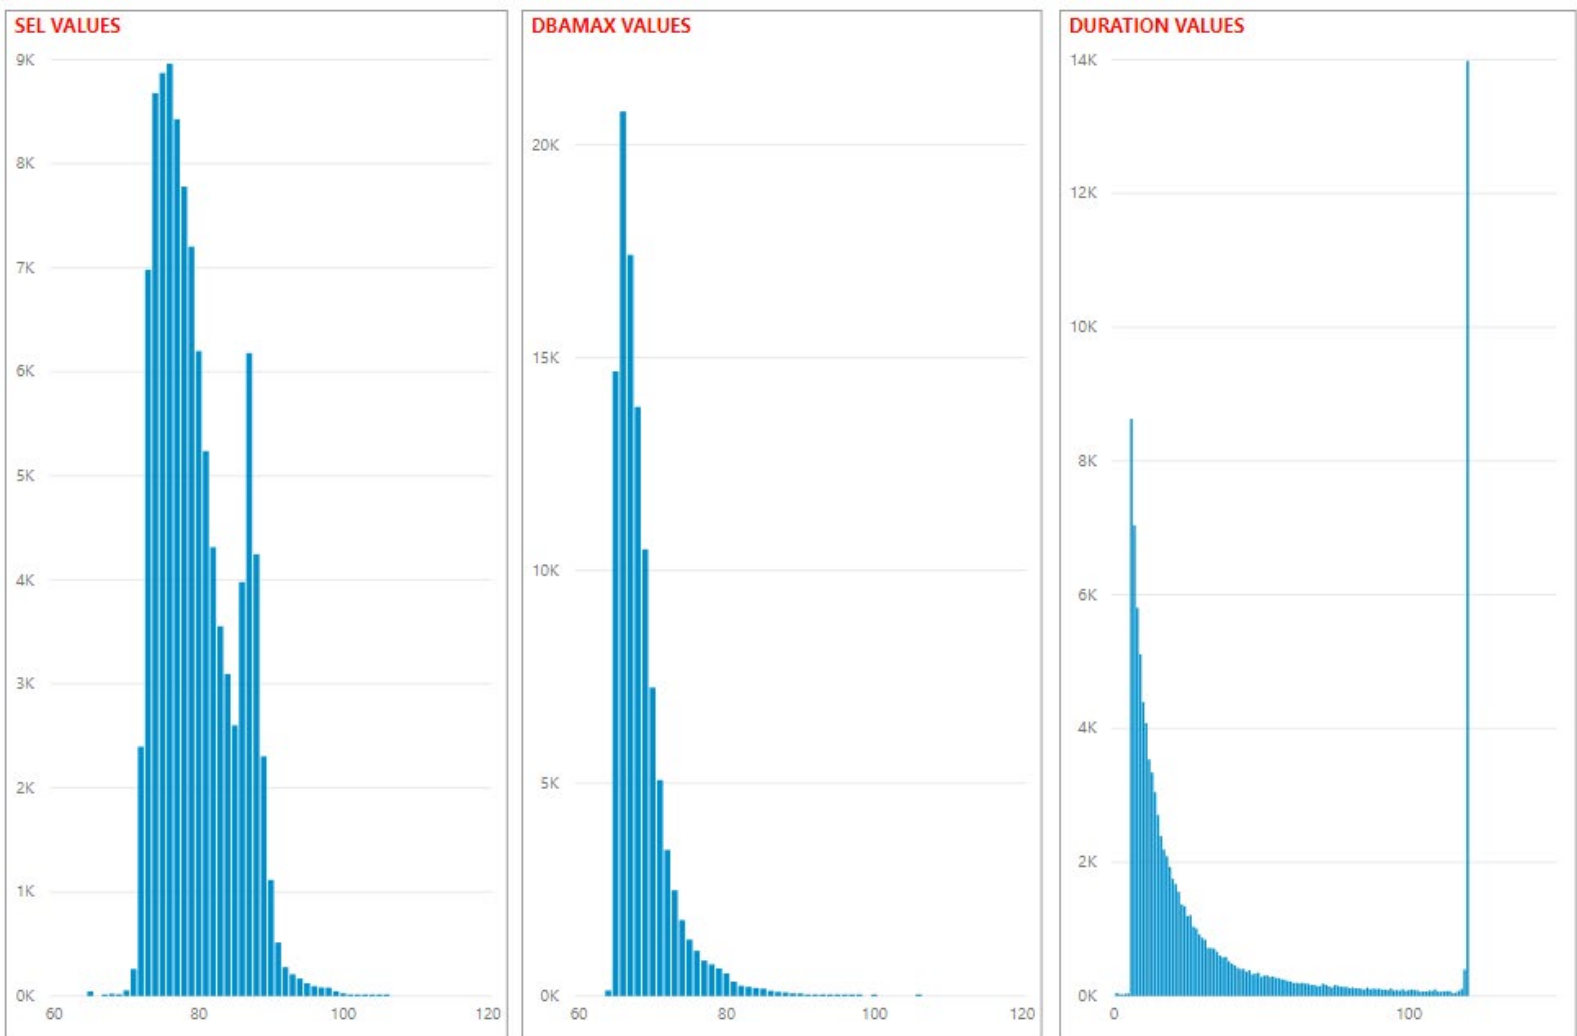 SEL VALUES
9K
8K
7K
6K
5K
4K
3K
2K
1K
0K
60 80 100 120
DBAMAX VALUES
20K
15K
10K
5K
0K
60 80 100 120
DURATION VALUES
14K
12K
10K
8K
6K
4K
2K
0K
0 100